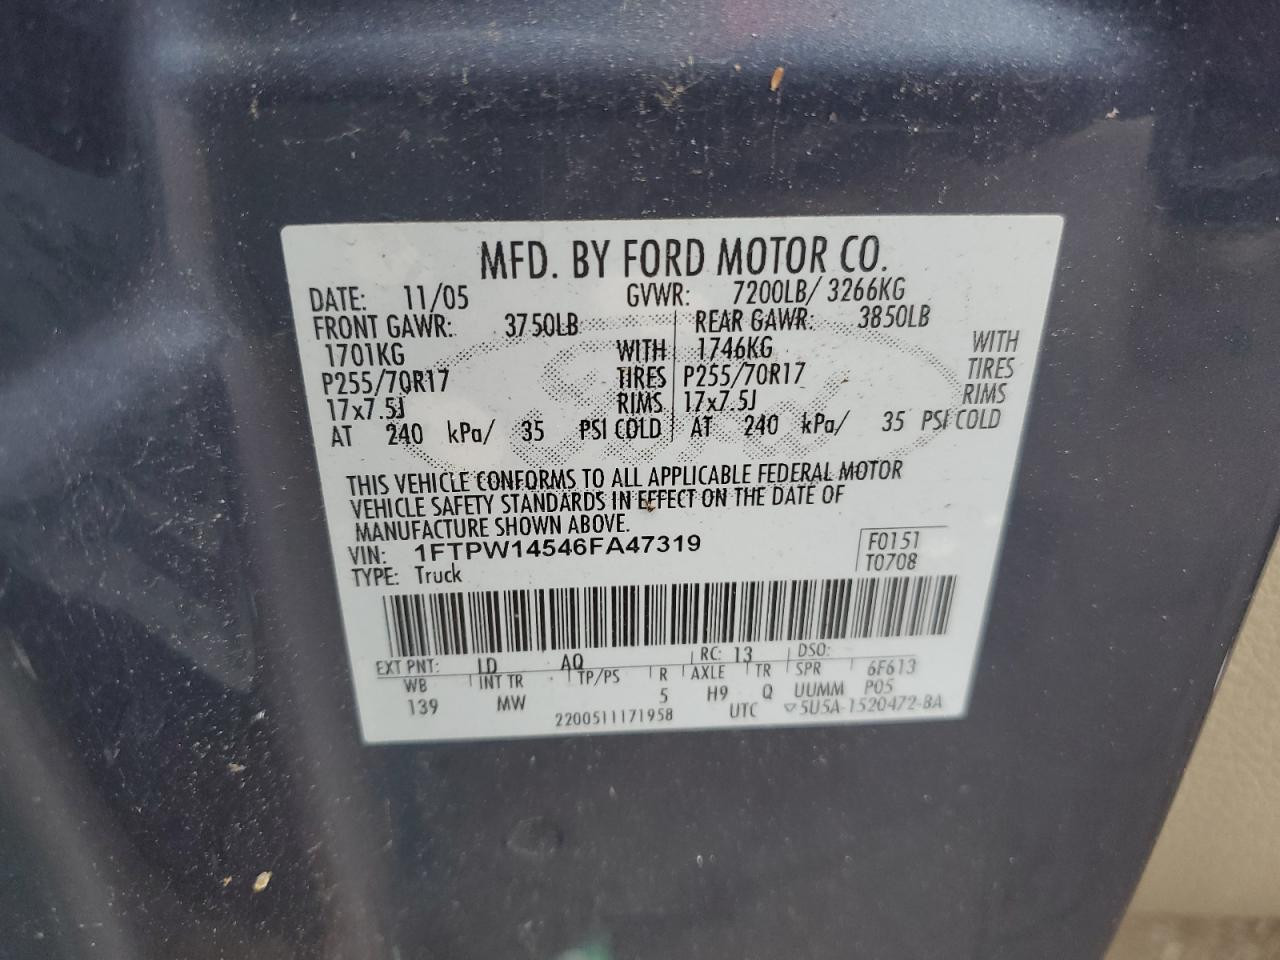 MFD. BY FORD MOTOR CO.
DATE: 11/05 GVWR: 7200LB/ 3266KG
FRONT GAWR: 3750LB REAR GAWR: 3850LB
1701KG WITH 1746KG WITH
P255/70R17 TIRES P255/70R17 TIRES
17x7.5J RIMS 17x7.5J RIMS
AT 240 kPa/ 35 PSI COLD AT 240 kPa/ 35 PSI COLD
THIS VEHICLE CONFORMS TO ALL APPLICABLE FEDERAL MOTOR
VEHICLE SAFETY STANDARDS IN EFFECT ON THE DATE OF
MANUFACTURE SHOWN ABOVE.
VIN: 1FTPW14546FA47319 F0151
TYPE: Truck T0708
EXT PNT: LD AQ RC: 13 DSO:
WB INT TR TP/PS R AXLE TR SPR 6F613
139 MW 5 H9 Q UUMM P05
2200511171958 UTC ▽5U5A-1520472-BA